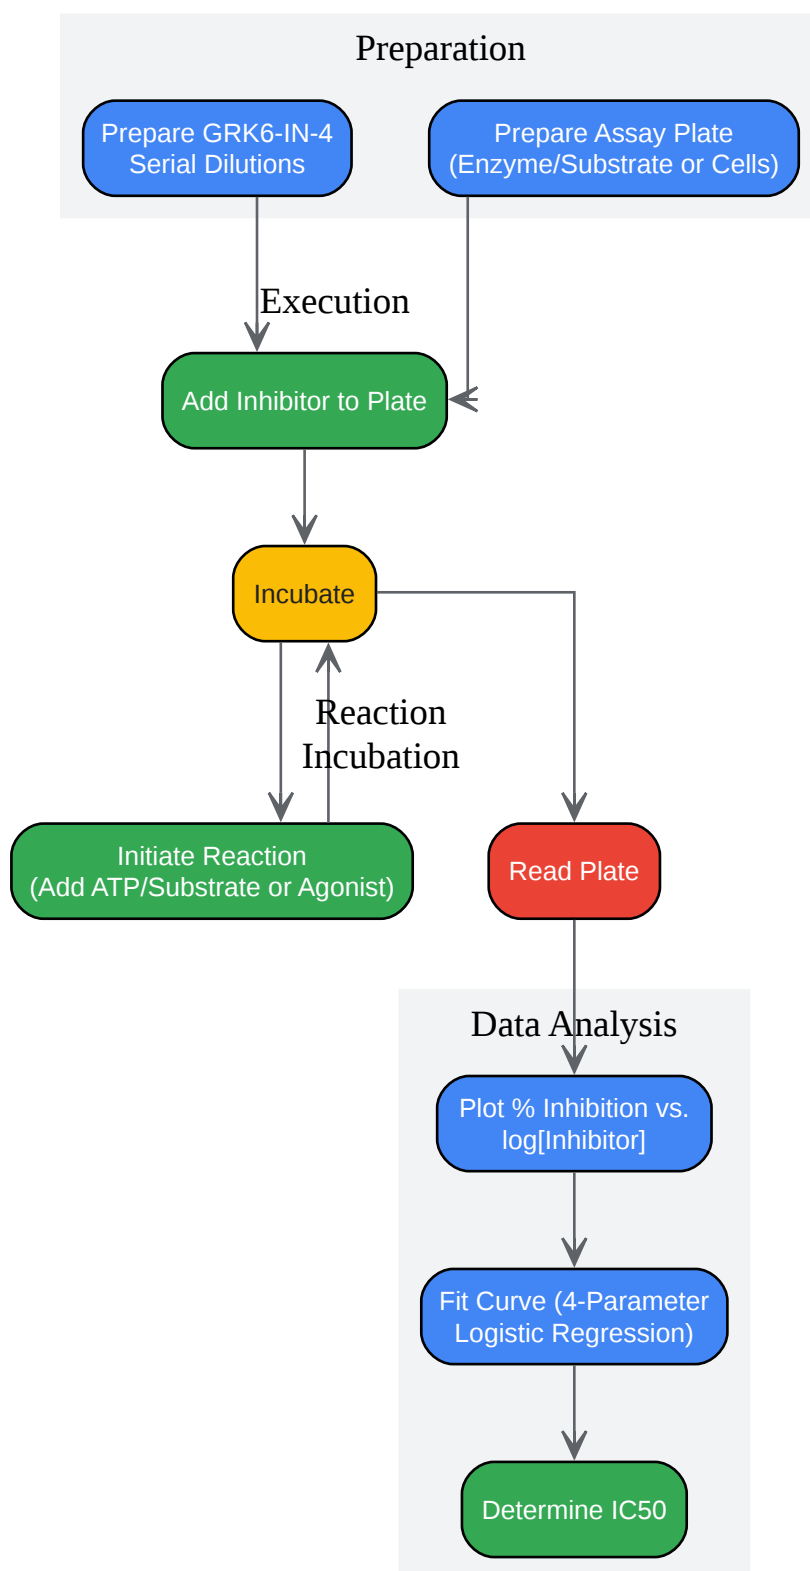 Preparation
Prepare GRK6-IN-4
Serial Dilutions
Prepare Assay Plate
(Enzyme/Substrate or Cells)
Execution
Add Inhibitor to Plate
Incubate
Reaction
Incubation
Initiate Reaction
(Add ATP/Substrate or Agonist)
Read Plate
Data Analysis
Plot % Inhibition vs.
log[Inhibitor]
Fit Curve (4-Parameter
Logistic Regression)
Determine IC50